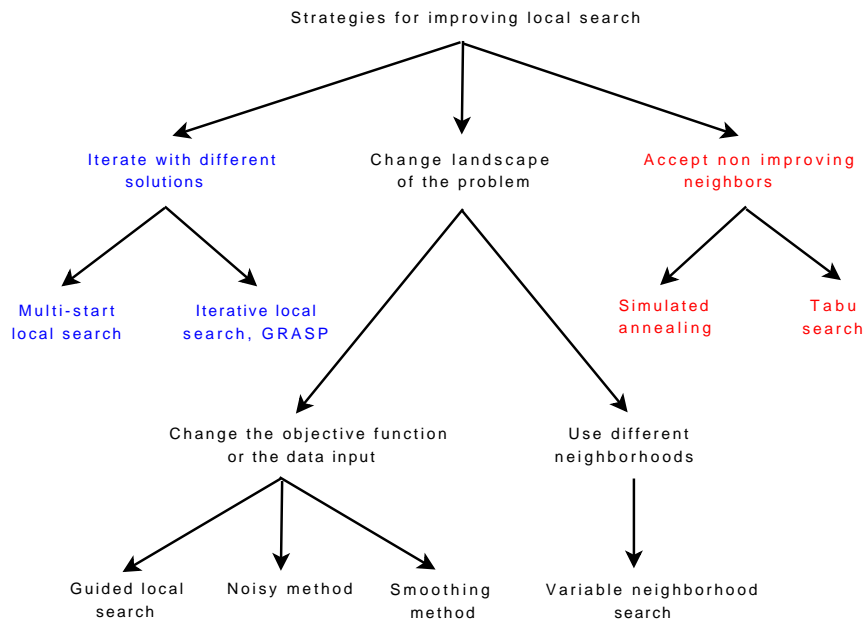 Strategies for improving local search
Iterate with different
solutions
Change landscape
of the problem
Accept non improving
neighbors
Multi-start
local search
Iterative local
search, GRASP
Simulated
annealing
Tabu
search
Change the objective function
or the data input
Use different
neighborhoods
Guided local
search
Noisy method
Smoothing
method
Variable neighborhood
search